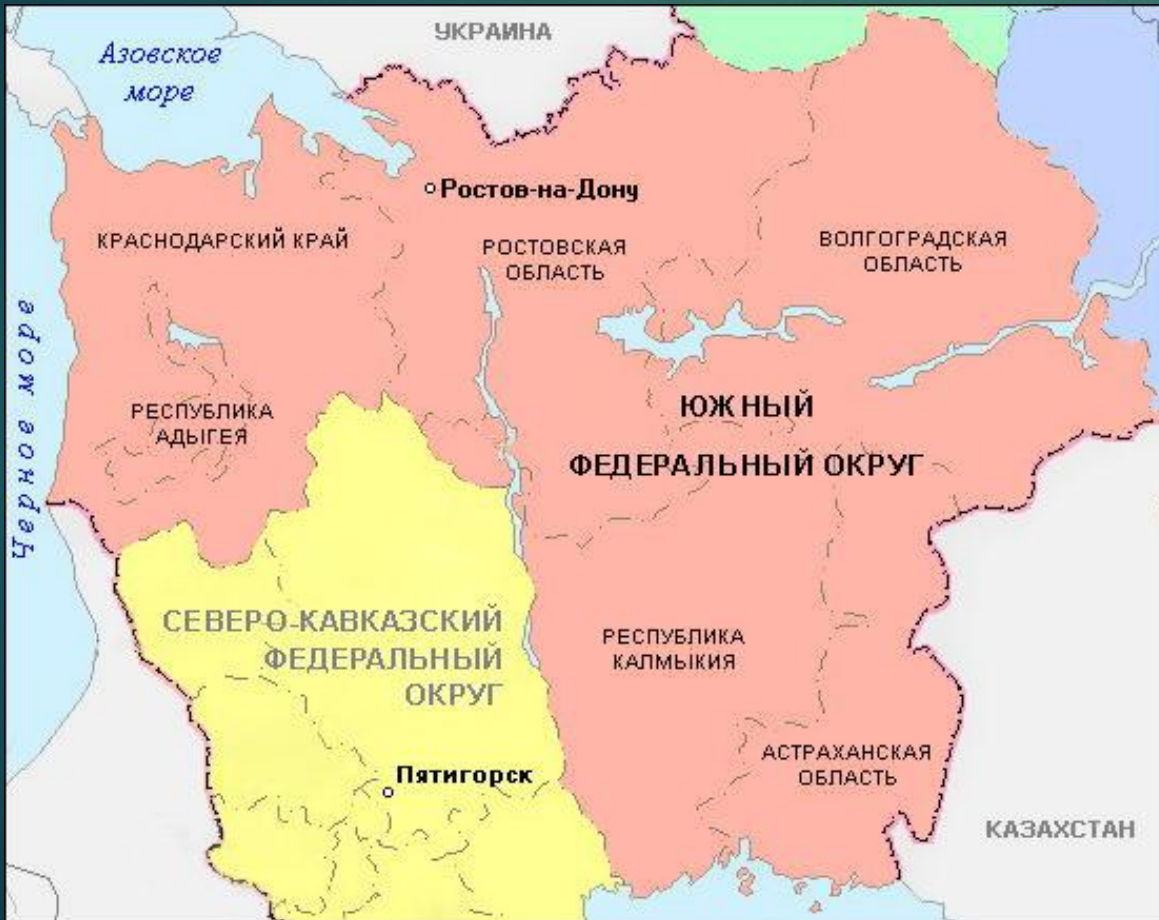 УКРАИНА
Азовское
море
Ростов-на-Дону
КРАСНОДАРСКИЙ КРАЙ
РОСТОВСКАЯ
ОБЛАСТЬ
ВОЛГОГРАДСКАЯ
ОБЛАСТЬ
Черное море
РЕСПУБЛИКА
АДЫГЕЯ
ЮЖНЫЙ
ФЕДЕРАЛЬНЫЙ ОКРУГ
СЕВЕРО-КАВКАЗСКИЙ
ФЕДЕРАЛЬНЫЙ
ОКРУГ
РЕСПУБЛИКА
КАЛМЫКИЯ
Пятигорск
АСТРАХАНСКАЯ
ОБЛАСТЬ
КАЗАХСТАН